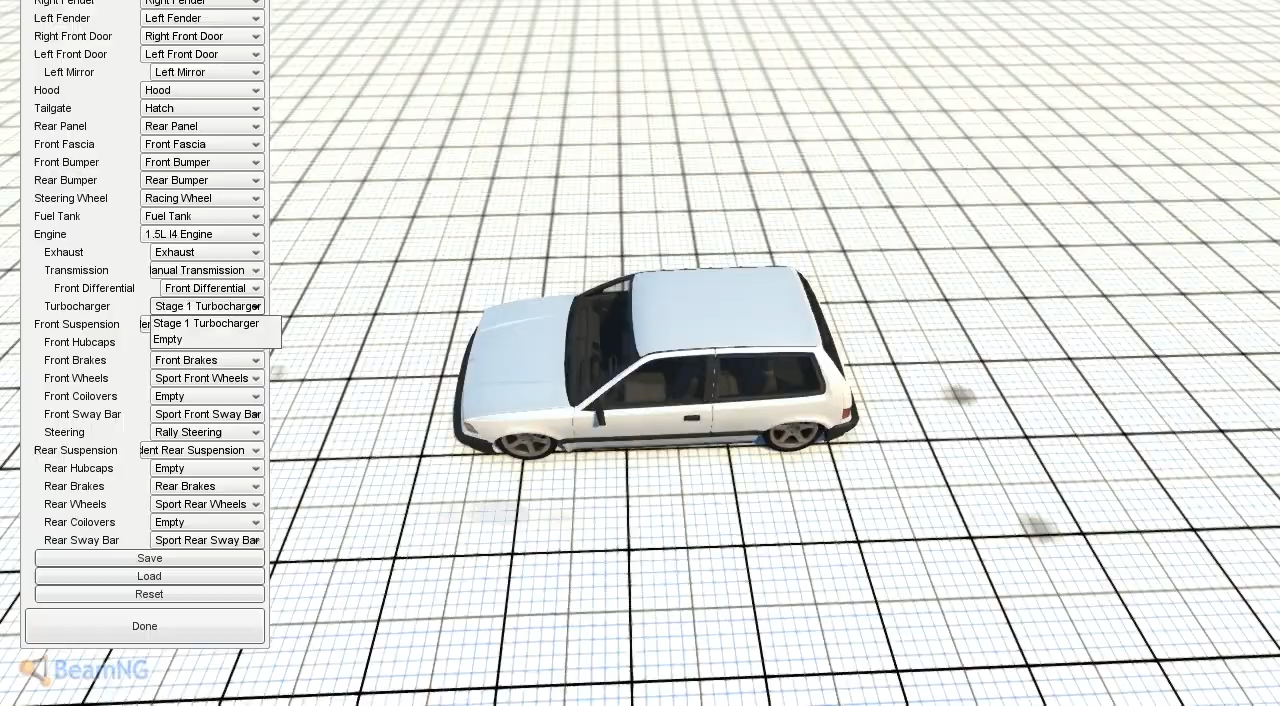 Right Fender Right Fender
Left Fender Left Fender
Right Front Door Right Front Door
Left Front Door Left Front Door
Left Mirror Left Mirror
Hood Hood
Tailgate Hatch
Rear Panel Rear Panel
Front Fascia Front Fascia
Front Bumper Front Bumper
Rear Bumper Rear Bumper
Steering Wheel Racing Wheel
Fuel Tank Fuel Tank
Engine 1.5L I4 Engine
Exhaust Exhaust
Transmission anual Transmission
Front Differential Front Differential
Turbocharger Stage 1 Turbocharger
Front Suspension Stage 1 Turbocharger
Empty
Front Hubcaps
Front Brakes Front Brakes
Front Wheels Sport Front Wheels
Front Coilovers Empty
Front Sway Bar Sport Front Sway Bar
Steering Rally Steering
Rear Suspension dent Rear Suspension
Rear Hubcaps Empty
Rear Brakes Rear Brakes
Rear Wheels Sport Rear Wheels
Rear Coilovers Empty
Rear Sway Bar Sport Rear Sway Bar
Save
Load
Reset
Done
BeamNG